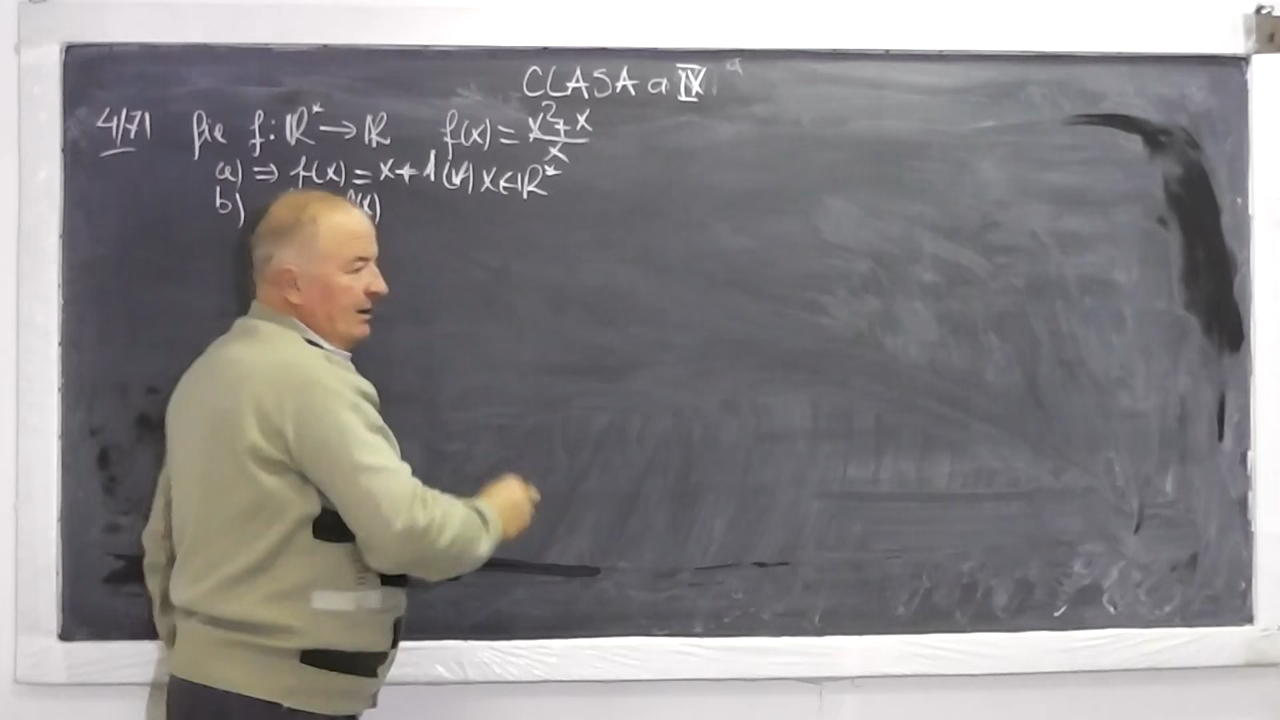 CLASA a IX a
4/71 fie f: ℝ* → ℝ f(x) = (x² + x)/x
a) ⇒ f(x) = x + 1 (∀) x ∈ ℝ*
b) f(x)